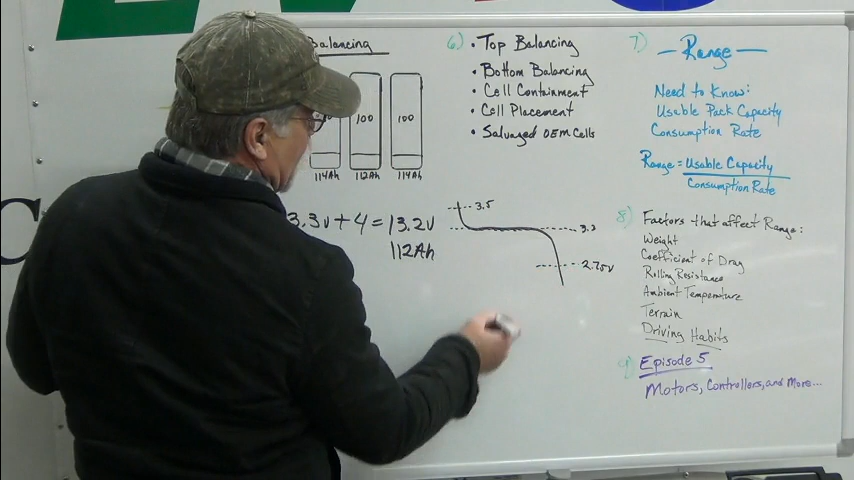 Balancing
100
100
114Ah
112Ah
114Ah
3.3v + 4 = 13.2v
112Ah
3.5
2.75v
6)
• Top Balancing
• Bottom Balancing
• Cell Containment
• Cell Placement
• Salvaged OEM Cells
7)
— Range —
Need to Know:
Usable Pack Capacity
Consumption Rate
Range = Usable Capacity
Consumption Rate
8)
Factors that affect Range:
Weight
Coefficient of Drag
Rolling Resistance
Ambient Temperature
Terrain
Driving Habits
9)
Episode 5
Motors, Controllers, and More...